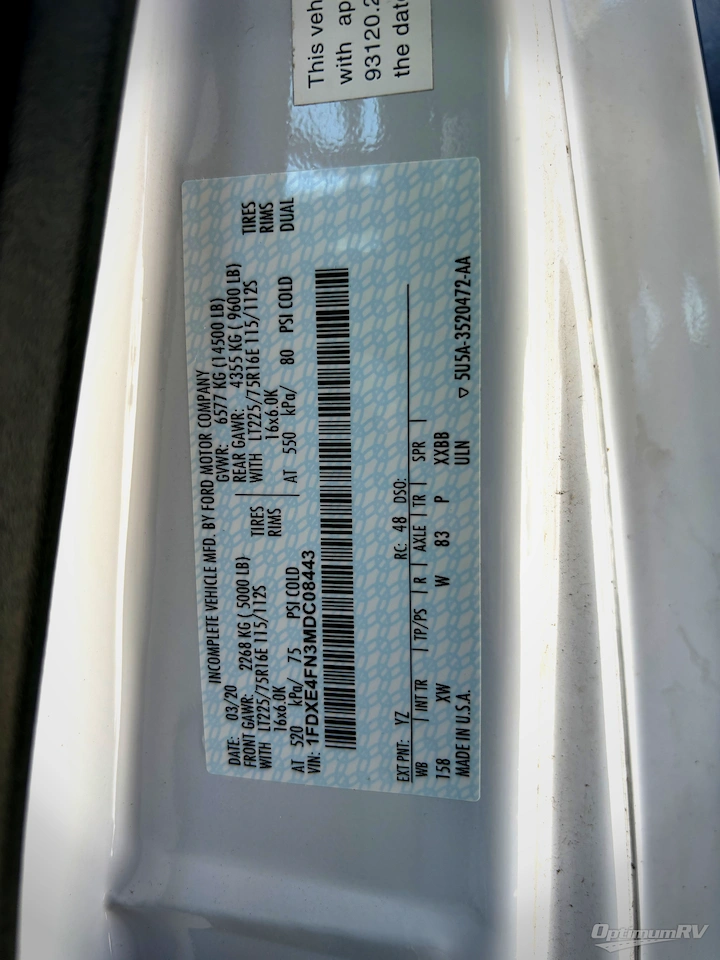 This veh
with ap
93120.2
the date
INCOMPLETE VEHICLE MFD. BY FORD MOTOR COMPANY
DATE: 03/20 GVWR: 6577 KG (14500 LB)
FRONT GAWR: 2268 KG ( 5000 LB) REAR GAWR: 4355 KG ( 9600 LB)
WITH LT225/75R16E 115/112S TIRES WITH LT225/75R16E 115/112S TIRES
16x6.0K RIMS 16x6.0K RIMS
AT 520 kPa/ 75 PSI COLD AT 550 kPa/ 80 PSI COLD DUAL
VIN: 1FDXE4FN3MDC08443
EXT PNT: YZ RC: 48 DSO:
WB | INT TR | TP/PS | R | AXLE | TR | SPR
158 XW W 83 P XXBB
MADE IN U.S.A. ULN ▽ 5U5A-3520472-AA
OptimumRV